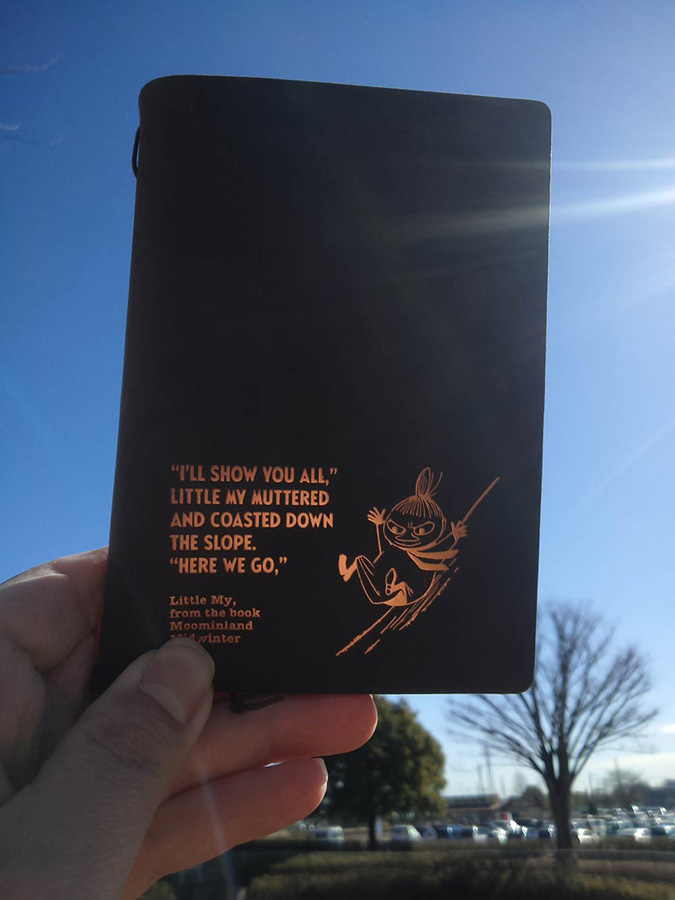 “I’LL SHOW YOU ALL,”
LITTLE MY MUTTERED
AND COASTED DOWN
THE SLOPE.
“HERE WE GO,”
Little My,
from the book
Moominland
Midwinter